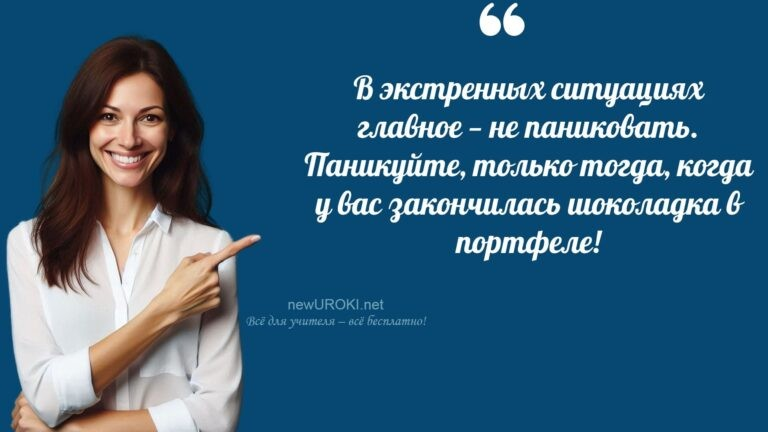 ❝
В экстренных ситуациях
главное – не паниковать.
Паникуйте, только тогда, когда
у вас закончилась шоколадка в
портфеле!
newUROKI.net
Всё для учителя – всё бесплатно!